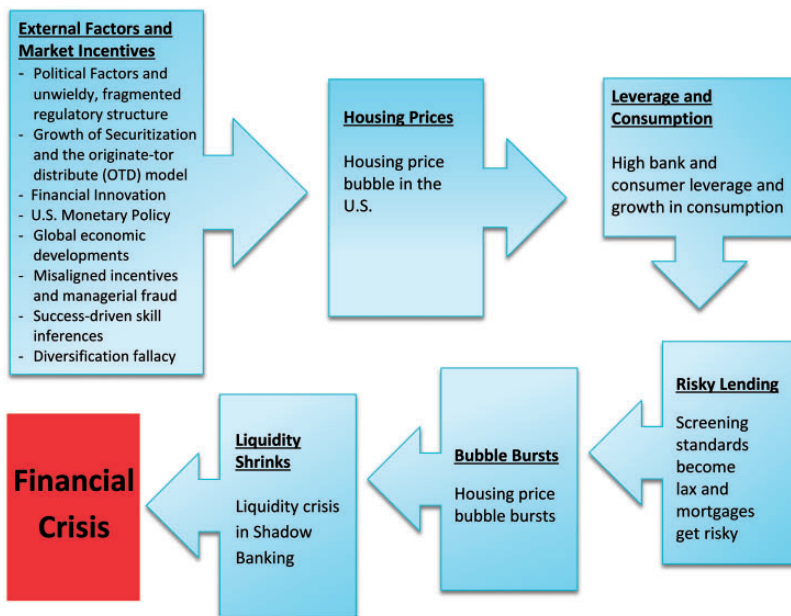 External Factors and
Market Incentives
- Political Factors and
unwieldy, fragmented
regulatory structure
- Growth of Securitization
and the originate-tor
distribute (OTD) model
- Financial Innovation
- U.S. Monetary Policy
- Global economic
developments
- Misaligned incentives
and managerial fraud
- Success-driven skill
inferences
- Diversification fallacy
Housing Prices
Housing price
bubble in the
U.S.
Leverage and
Consumption
High bank and
consumer leverage and
growth in consumption
Risky Lending
Screening
standards
become
lax and
mortgages
get risky
Bubble Bursts
Housing price
bubble bursts
Liquidity
Shrinks
Liquidity crisis
in Shadow
Banking
Financial
Crisis